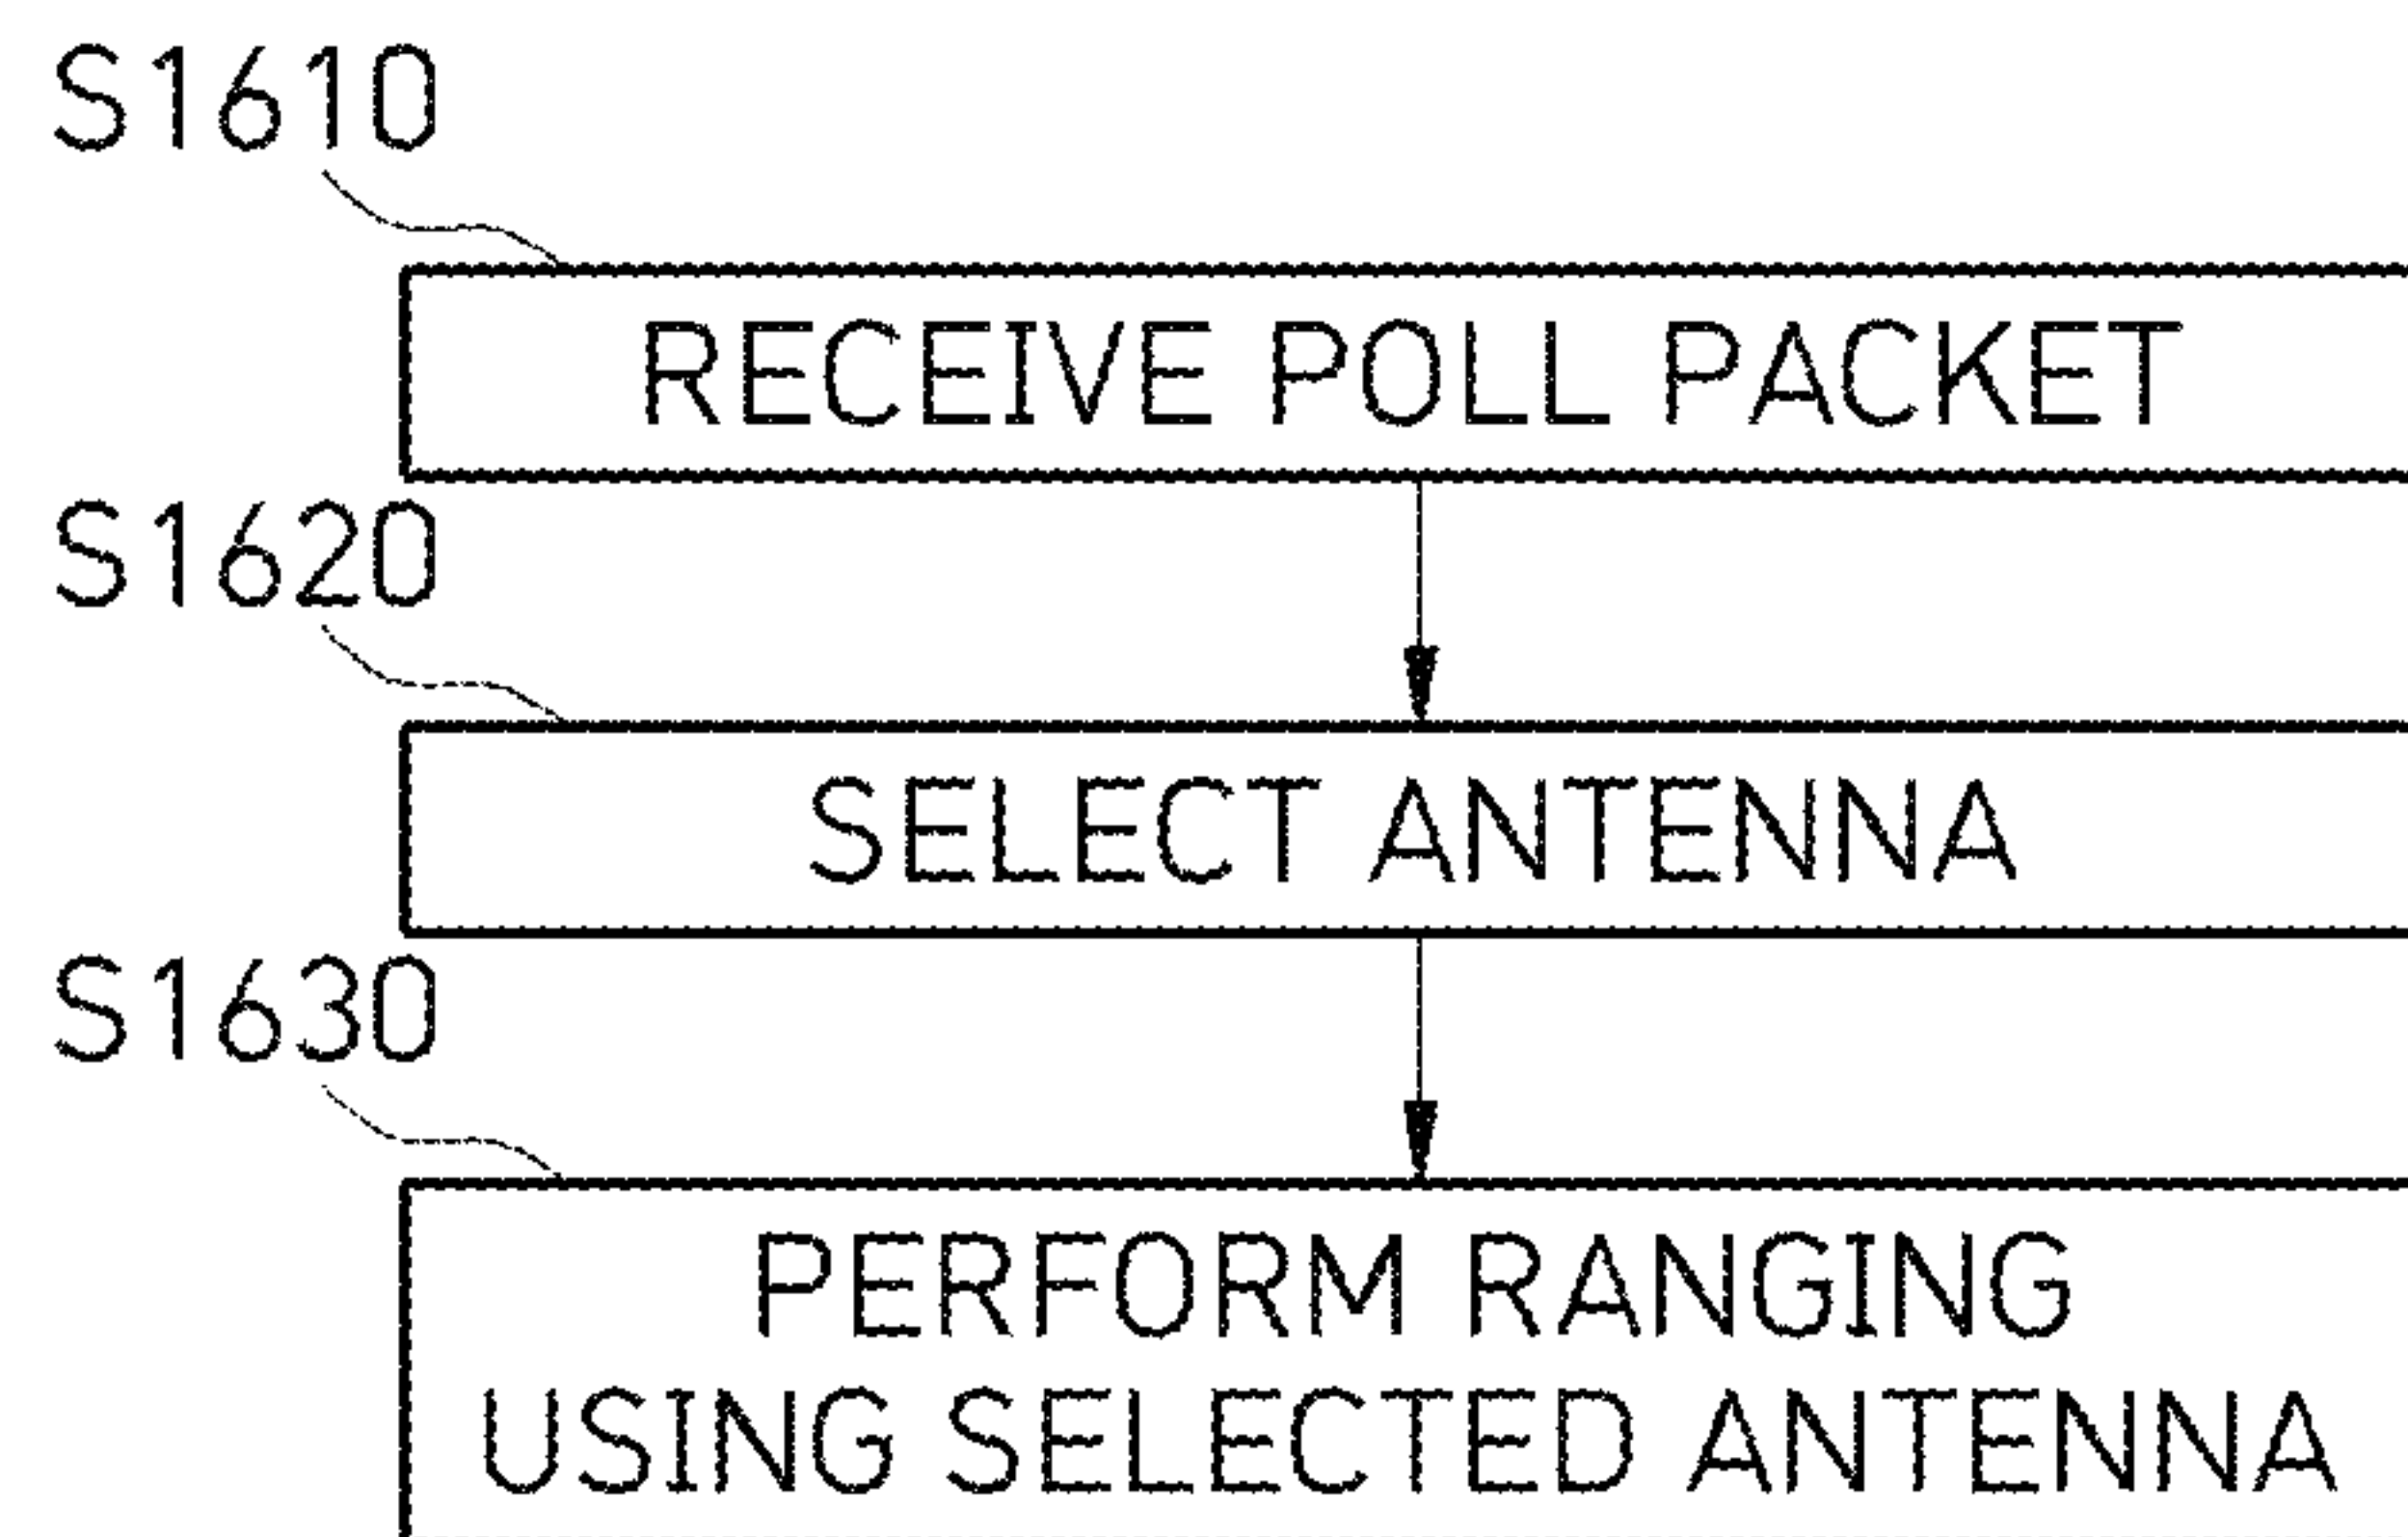 S1610
RECEIVE POLL PACKET
S1620
SELECT ANTENNA
S1630
PERFORM RANGING
USING SELECTED ANTENNA